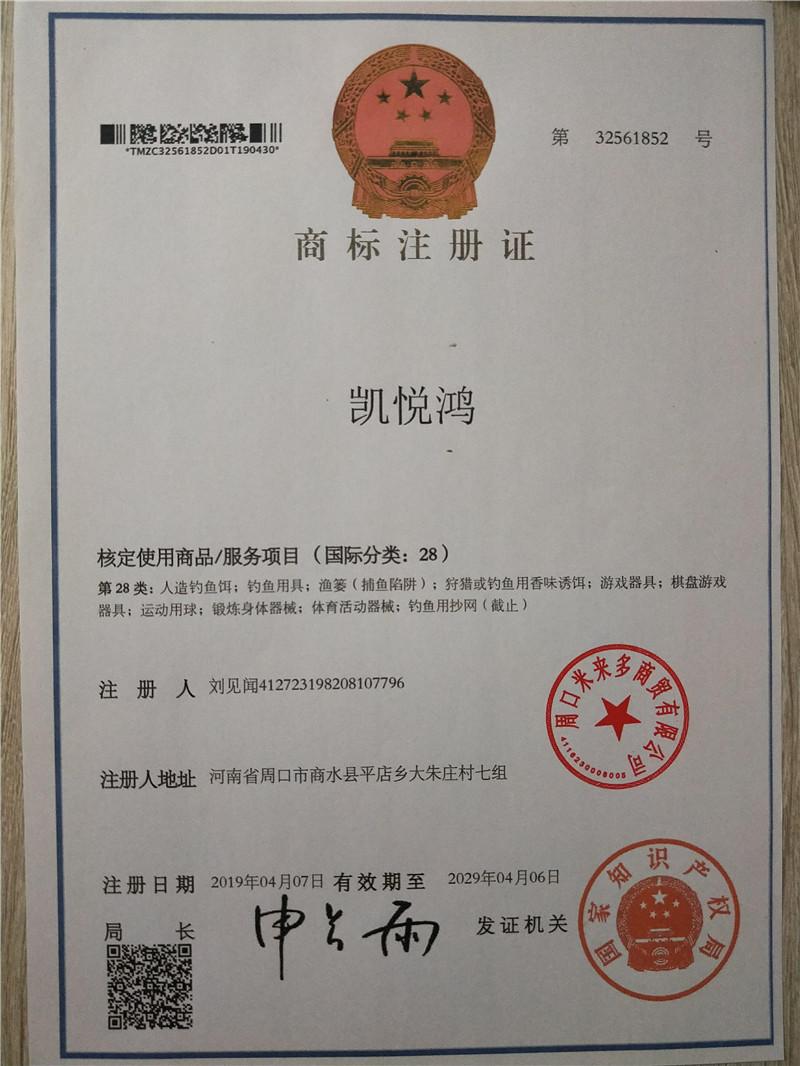 *TMZC32561852D01T190430*
第 32561852 号
商标注册证
凯悦鸿
核定使用商品/服务项目（国际分类：28）
第 28 类：人造钓鱼饵；钓鱼用具；渔篓（捕鱼陷阱）；狩猎或钓鱼用香味诱饵；游戏器具；棋盘游戏
器具；运动用球；锻炼身体器械；体育活动器械；钓鱼用抄网（截止）
注册人 刘见闻412723198208107796
周口米来多商贸有限公司
4116230008005
注册人地址 河南省周口市商水县平店乡大朱庄村七组
注册日期 2019年04月07日 有效期至 2029年04月06日
局长 申长雨 发证机关
国家知识产权局